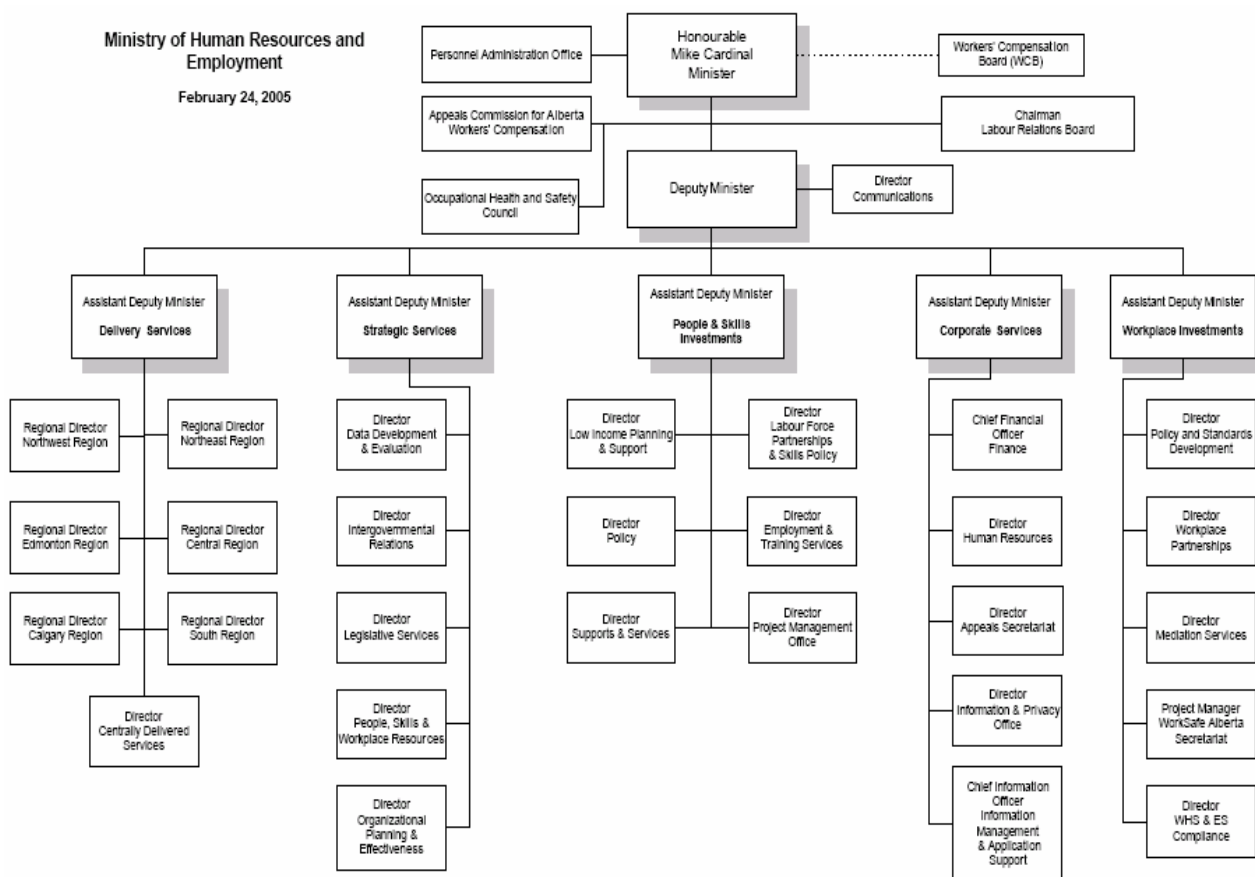 Ministry of Human Resources and
Employment
February 24, 2005
Personnel Administration Office
Honourable
Mike Cardinal
Minister
Workers' Compensation
Board (WCB)
Appeals Commission for Alberta
Workers' Compensation
Chairman
Labour Relations Board
Occupational Health and Safety
Council
Deputy Minister
Director
Communications
Assistant Deputy Minister
Delivery Services
Assistant Deputy Minister
Strategic Services
Assistant Deputy Minister
People & Skills
Investments
Assistant Deputy Minister
Corporate Services
Assistant Deputy Minister
Workplace Investments
Regional Director
Northwest Region
Regional Director
Northeast Region
Regional Director
Edmonton Region
Regional Director
Central Region
Regional Director
Calgary Region
Regional Director
South Region
Director
Centrally Delivered
Services
Director
Data Development
& Evaluation
Director
Intergovernmental
Relations
Director
Legislative Services
Director
People, Skills &
Workplace Resources
Director
Organizational
Planning &
Effectiveness
Director
Low Income Planning
& Support
Director
Labour Force
Partnerships
& Skills Policy
Director
Policy
Director
Employment &
Training Services
Director
Supports & Services
Director
Project Management
Office
Chief Financial
Officer
Finance
Director
Human Resources
Director
Appeals Secretariat
Director
Information & Privacy
Office
Chief Information
Officer
Information
Management
& Application
Support
Director
Policy and Standards
Development
Director
Workplace
Partnerships
Director
Mediation Services
Project Manager
WorkSafe Alberta
Secretariat
Director
WHS & ES
Compliance